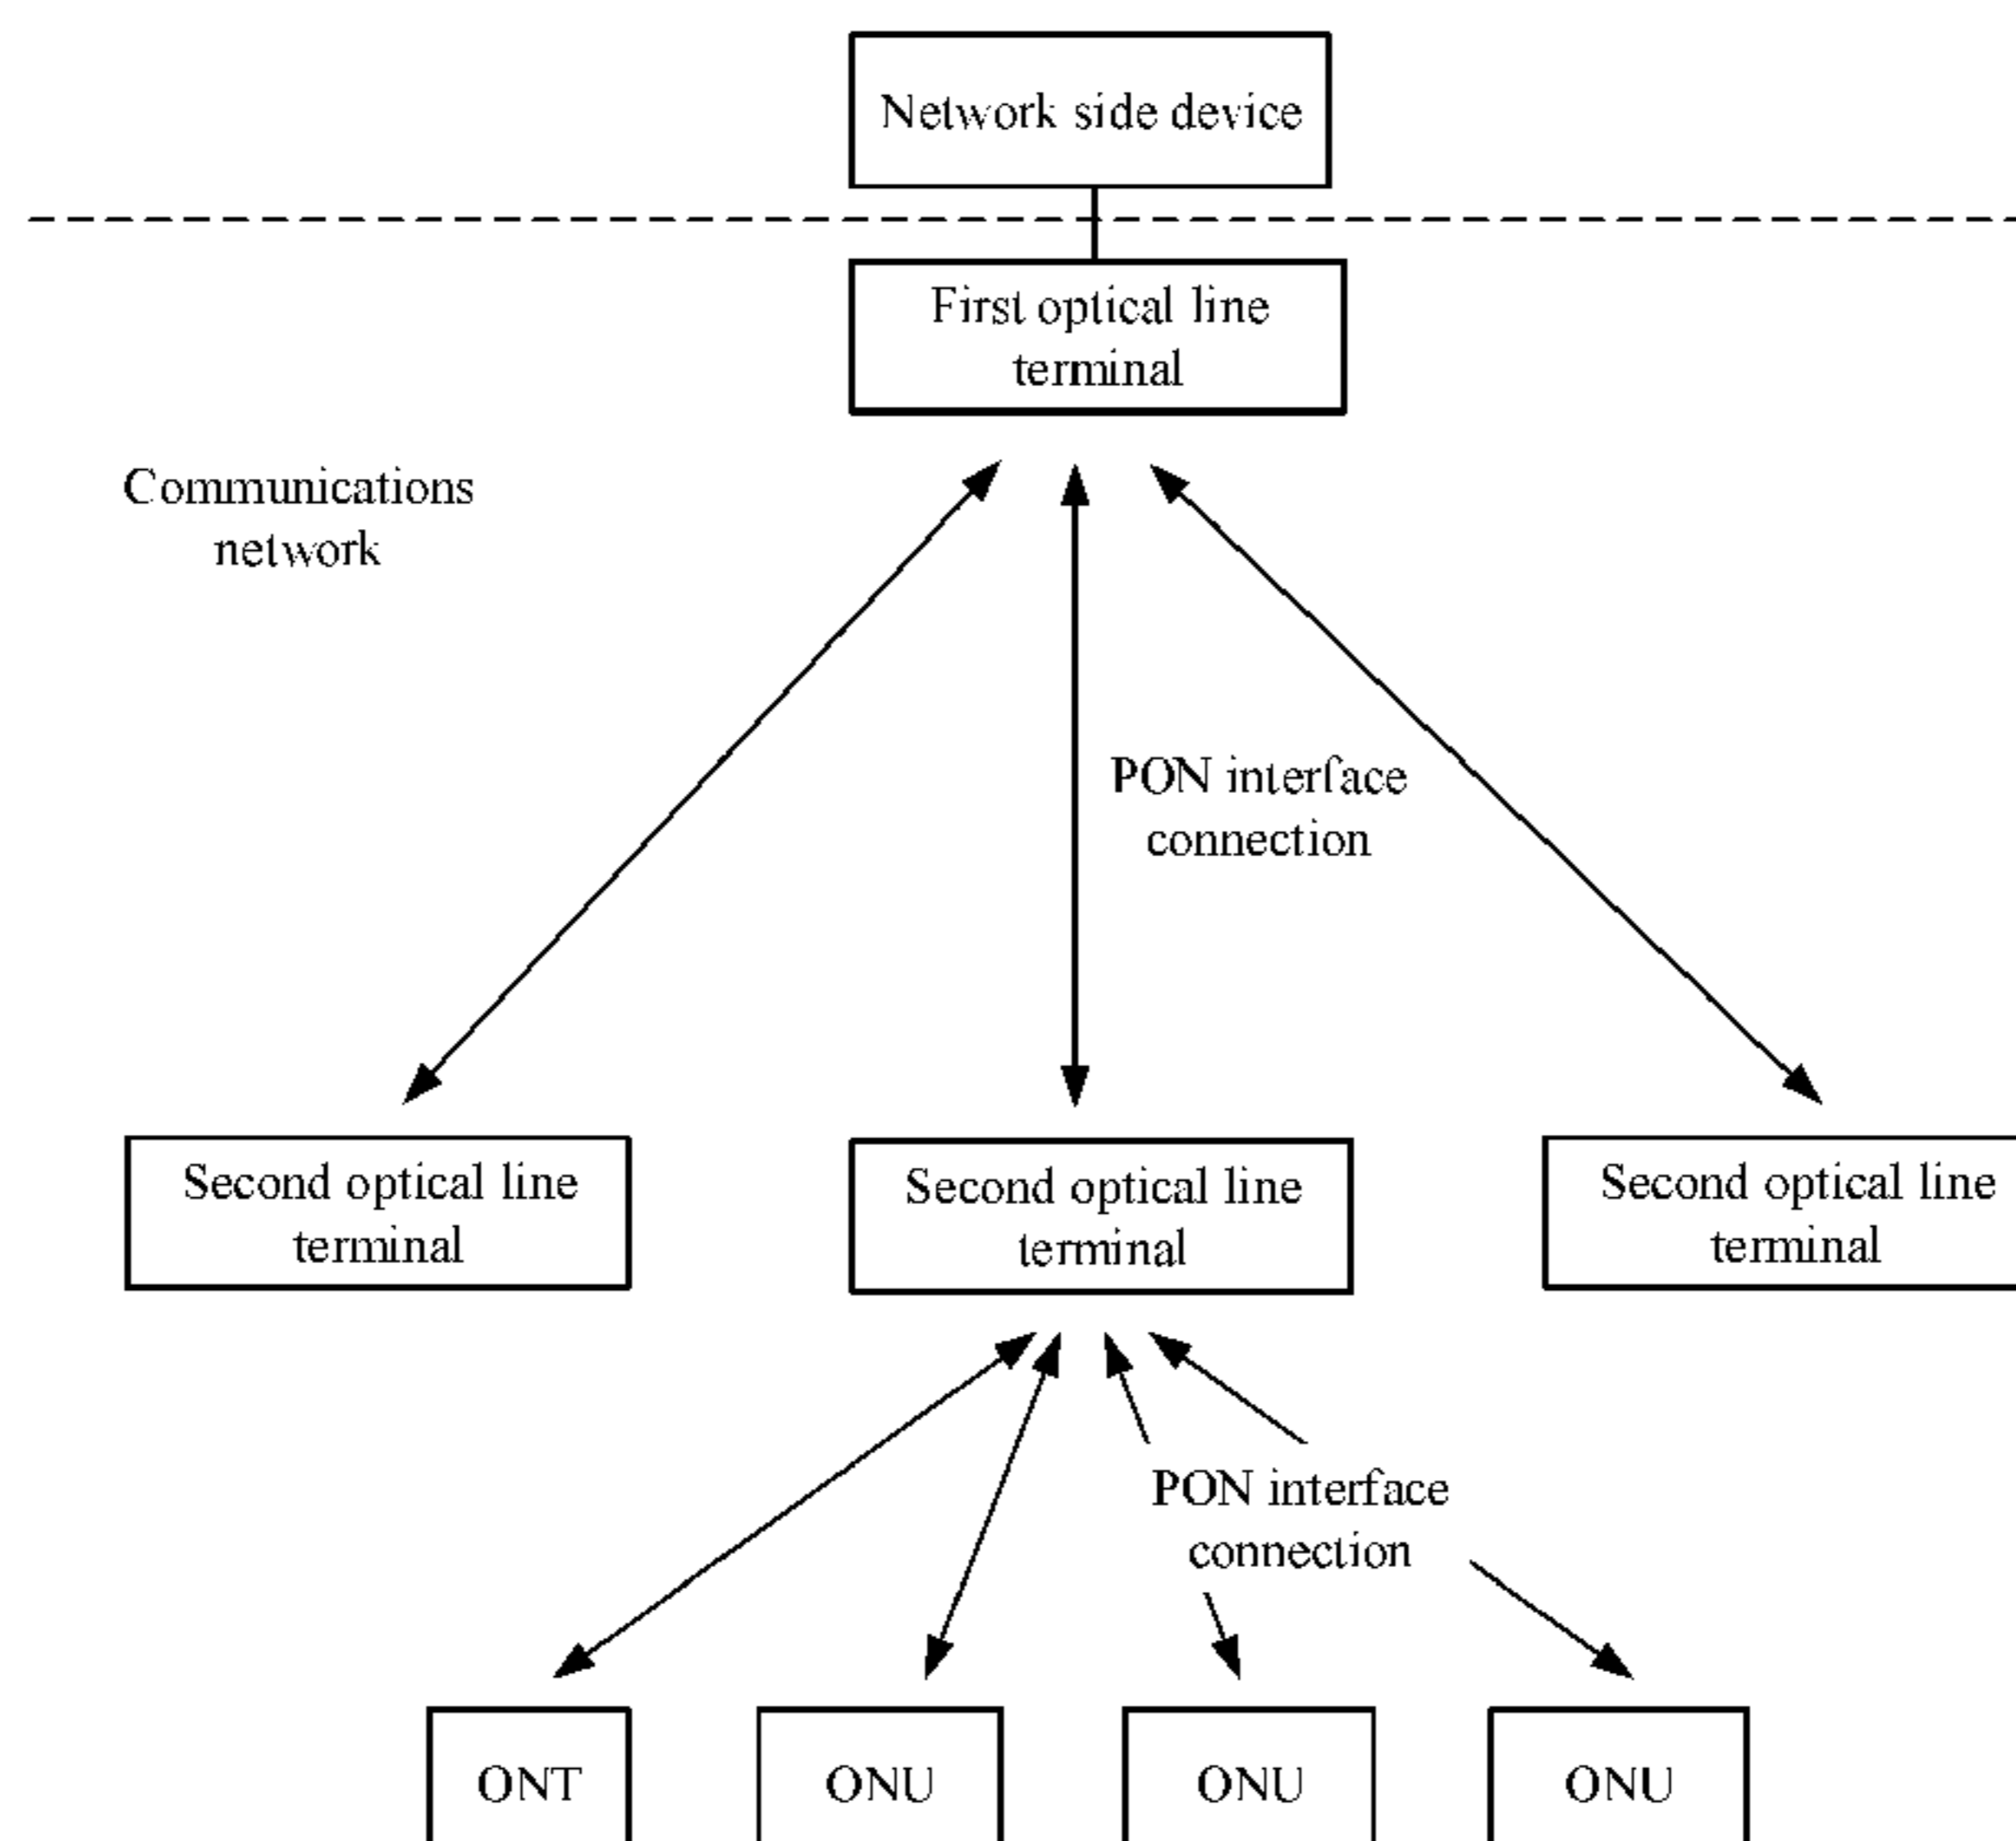 Network side device
First optical line
terminal
Communications
network
PON interface
connection
Second optical line
terminal
Second optical line
terminal
Second optical line
terminal
PON interface
connection
ONT
ONU
ONU
ONU